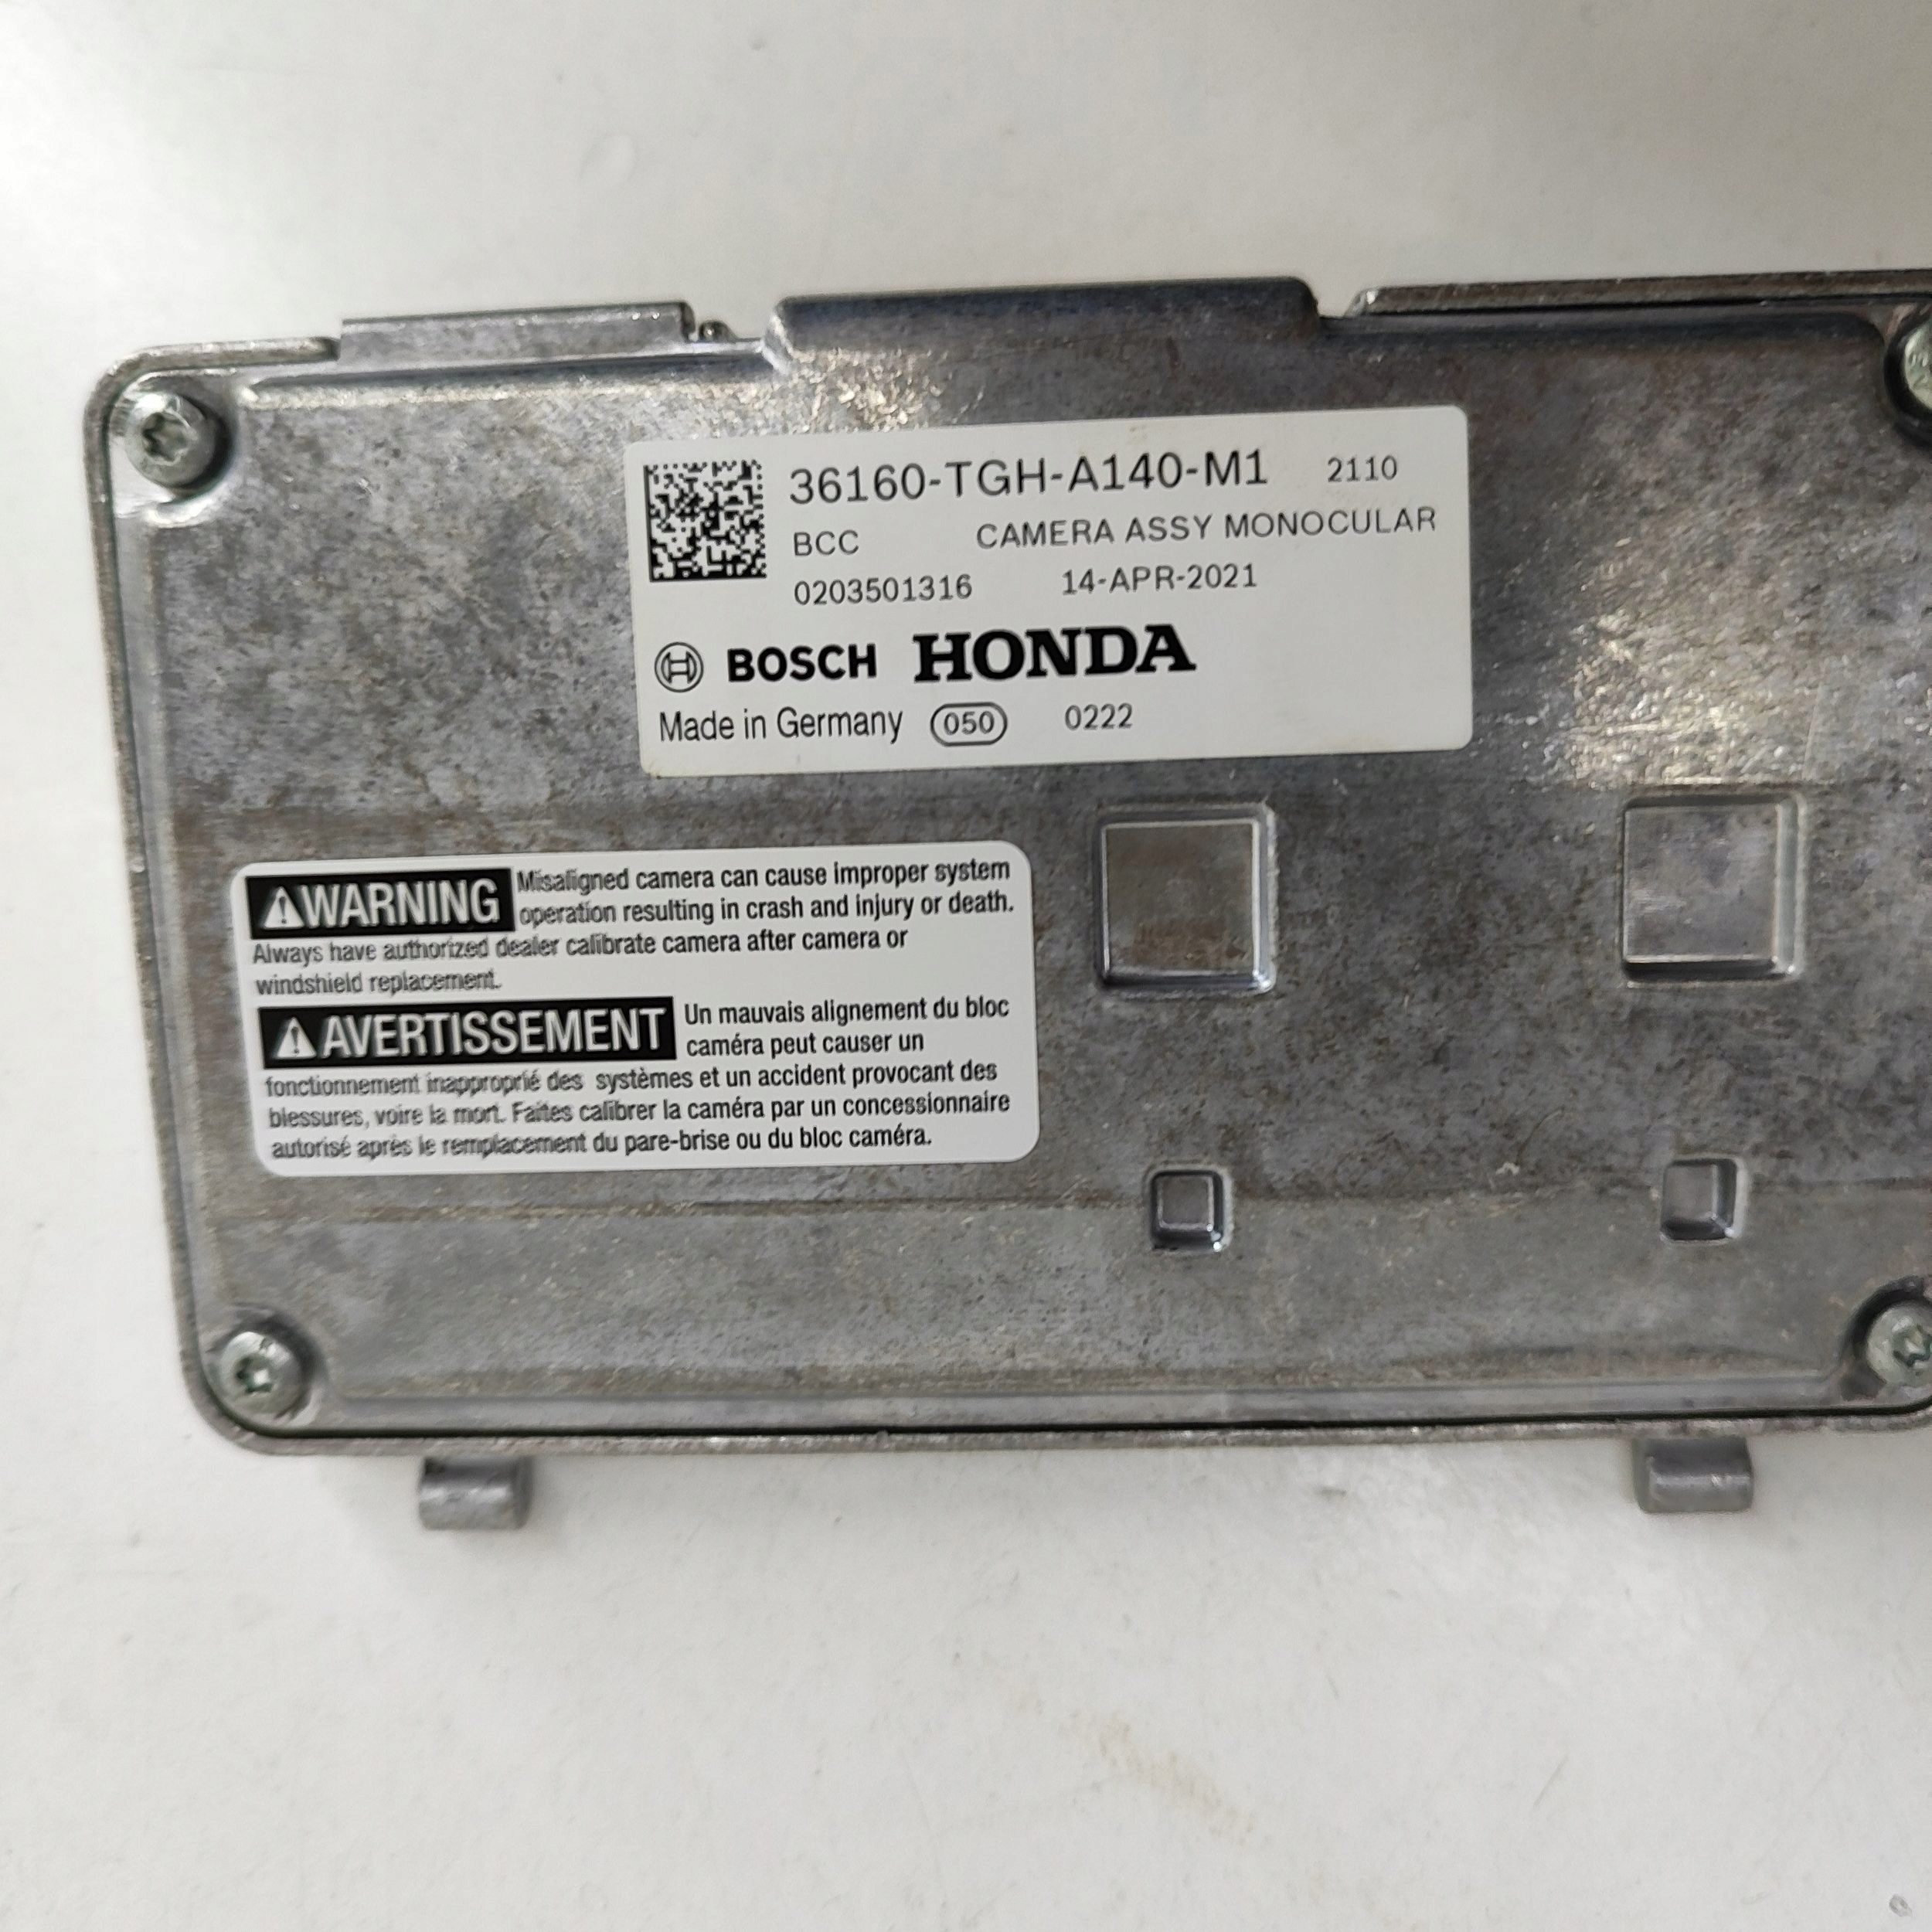 36160-TGH-A140-M1 2110
BCC CAMERA ASSY MONOCULAR
0203501316 14-APR-2021
BOSCH HONDA
Made in Germany 050 0222
WARNING Misaligned camera can cause improper system
operation resulting in crash and injury or death.
Always have authorized dealer calibrate camera after camera or
windshield replacement.
AVERTISSEMENT Un mauvais alignement du bloc
caméra peut causer un
fonctionnement inapproprié des systèmes et un accident provocant des
blessures, voire la mort. Faites calibrer la caméra par un concessionnaire
autorisé après le remplacement du pare-brise ou du bloc caméra.